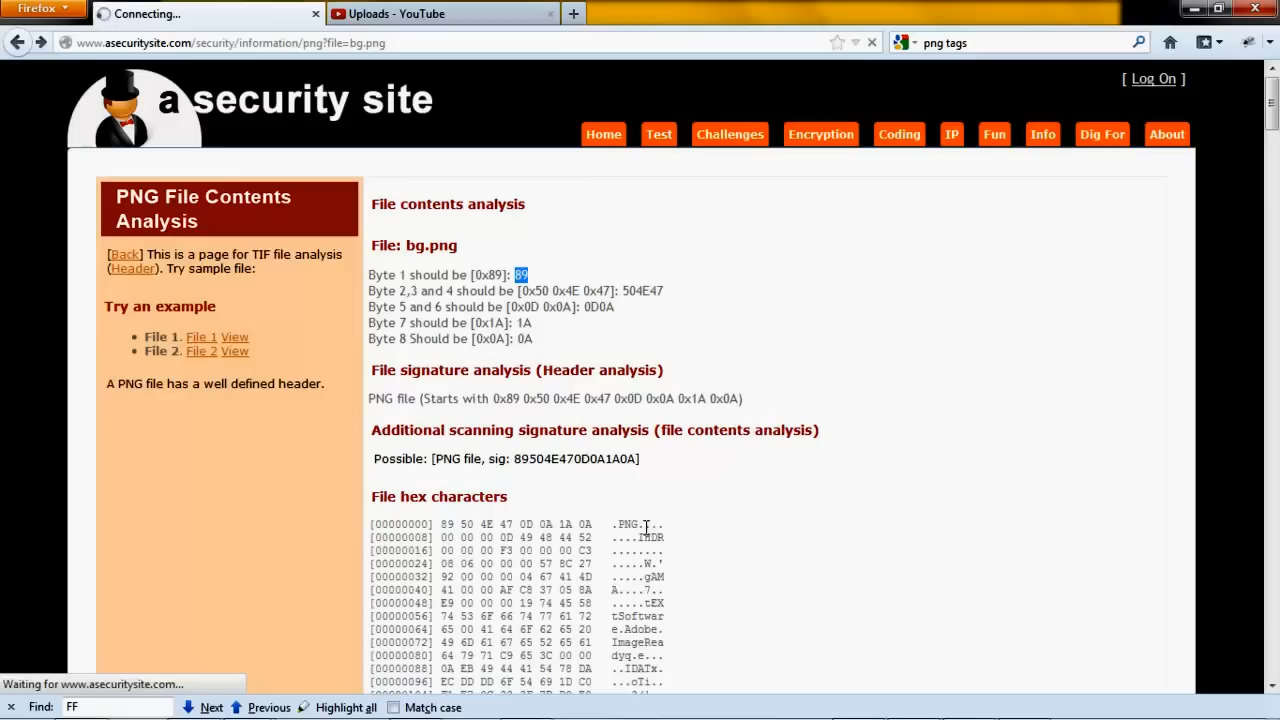 Firefox
Connecting...
Uploads - YouTube
www.asecuritysite.com/security/information/png?file=bg.png
png tags
a security site
[ Log On ]
Home Test Challenges Encryption Coding IP Fun Info Dig For About
PNG File Contents
Analysis
[Back] This is a page for TIF file analysis
(Header). Try sample file:
Try an example
File 1. File 1 View
File 2. File 2 View
A PNG file has a well defined header.
File contents analysis
File: bg.png
Byte 1 should be [0x89]: 89
Byte 2,3 and 4 should be [0x50 0x4E 0x47]: 504E47
Byte 5 and 6 should be [0x0D 0x0A]: 0D0A
Byte 7 should be [0x1A]: 1A
Byte 8 Should be [0x0A]: 0A
File signature analysis (Header analysis)
PNG file (Starts with 0x89 0x50 0x4E 0x47 0x0D 0x0A 0x1A 0x0A)
Additional scanning signature analysis (file contents analysis)
Possible: [PNG file, sig: 89504E470D0A1A0A]
File hex characters
[00000000] 89 50 4E 47 0D 0A 1A 0A .PNG....
[00000008] 00 00 00 0D 49 48 44 52 ....IHDR
[00000016] 00 00 00 F3 00 00 00 C3 ........
[00000024] 08 06 00 00 00 57 8C 27 .....W.'
[00000032] 92 00 00 00 04 67 41 4D .....gAM
[00000040] 41 00 00 AF C8 37 05 8A A....7..
[00000048] E9 00 00 00 19 74 45 58 .....tEX
[00000056] 74 53 6F 66 74 77 61 72 tSoftwar
[00000064] 65 00 41 64 6F 62 65 20 e.Adobe.
[00000072] 49 6D 61 67 65 52 65 61 ImageRea
[00000080] 64 79 71 C9 65 3C 00 00 dyq.e...
[00000088] 0A EB 49 44 41 54 78 DA ..IDATx.
[00000096] EC DD DD 6F 54 69 1D C0 ...oTi..
Waiting for www.asecuritysite.com...
Find: FF Next Previous Highlight all Match case